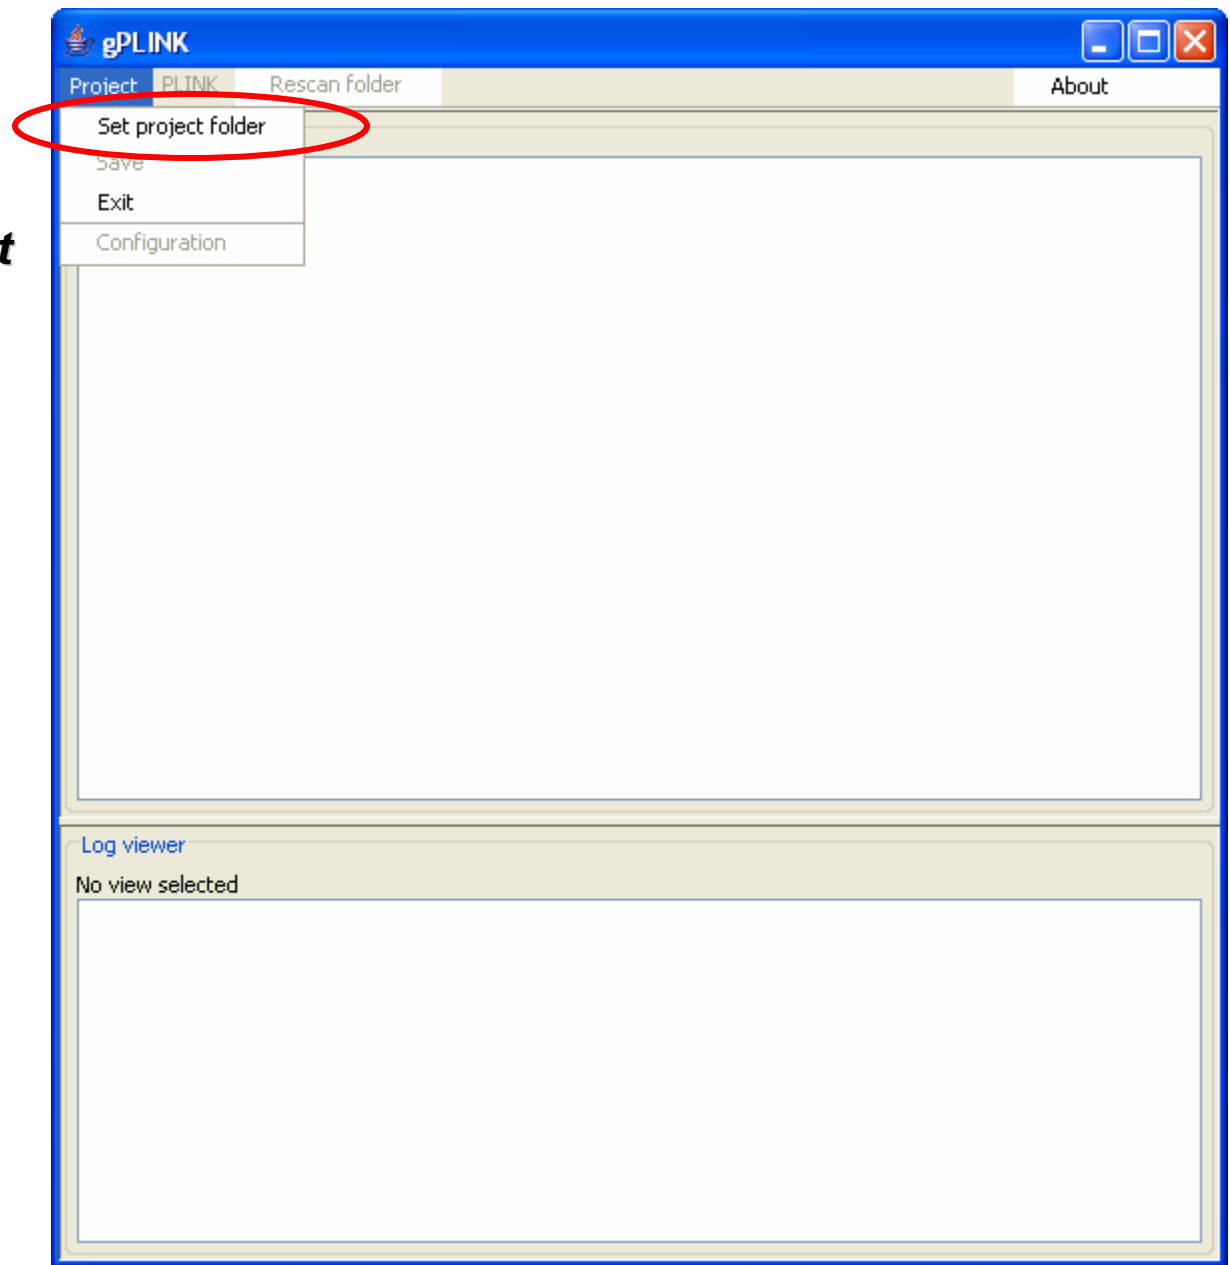 gPLINK
Project PLINK Rescan folder About
Set project folder
Save
Exit
t
Configuration
Log viewer
No view selected